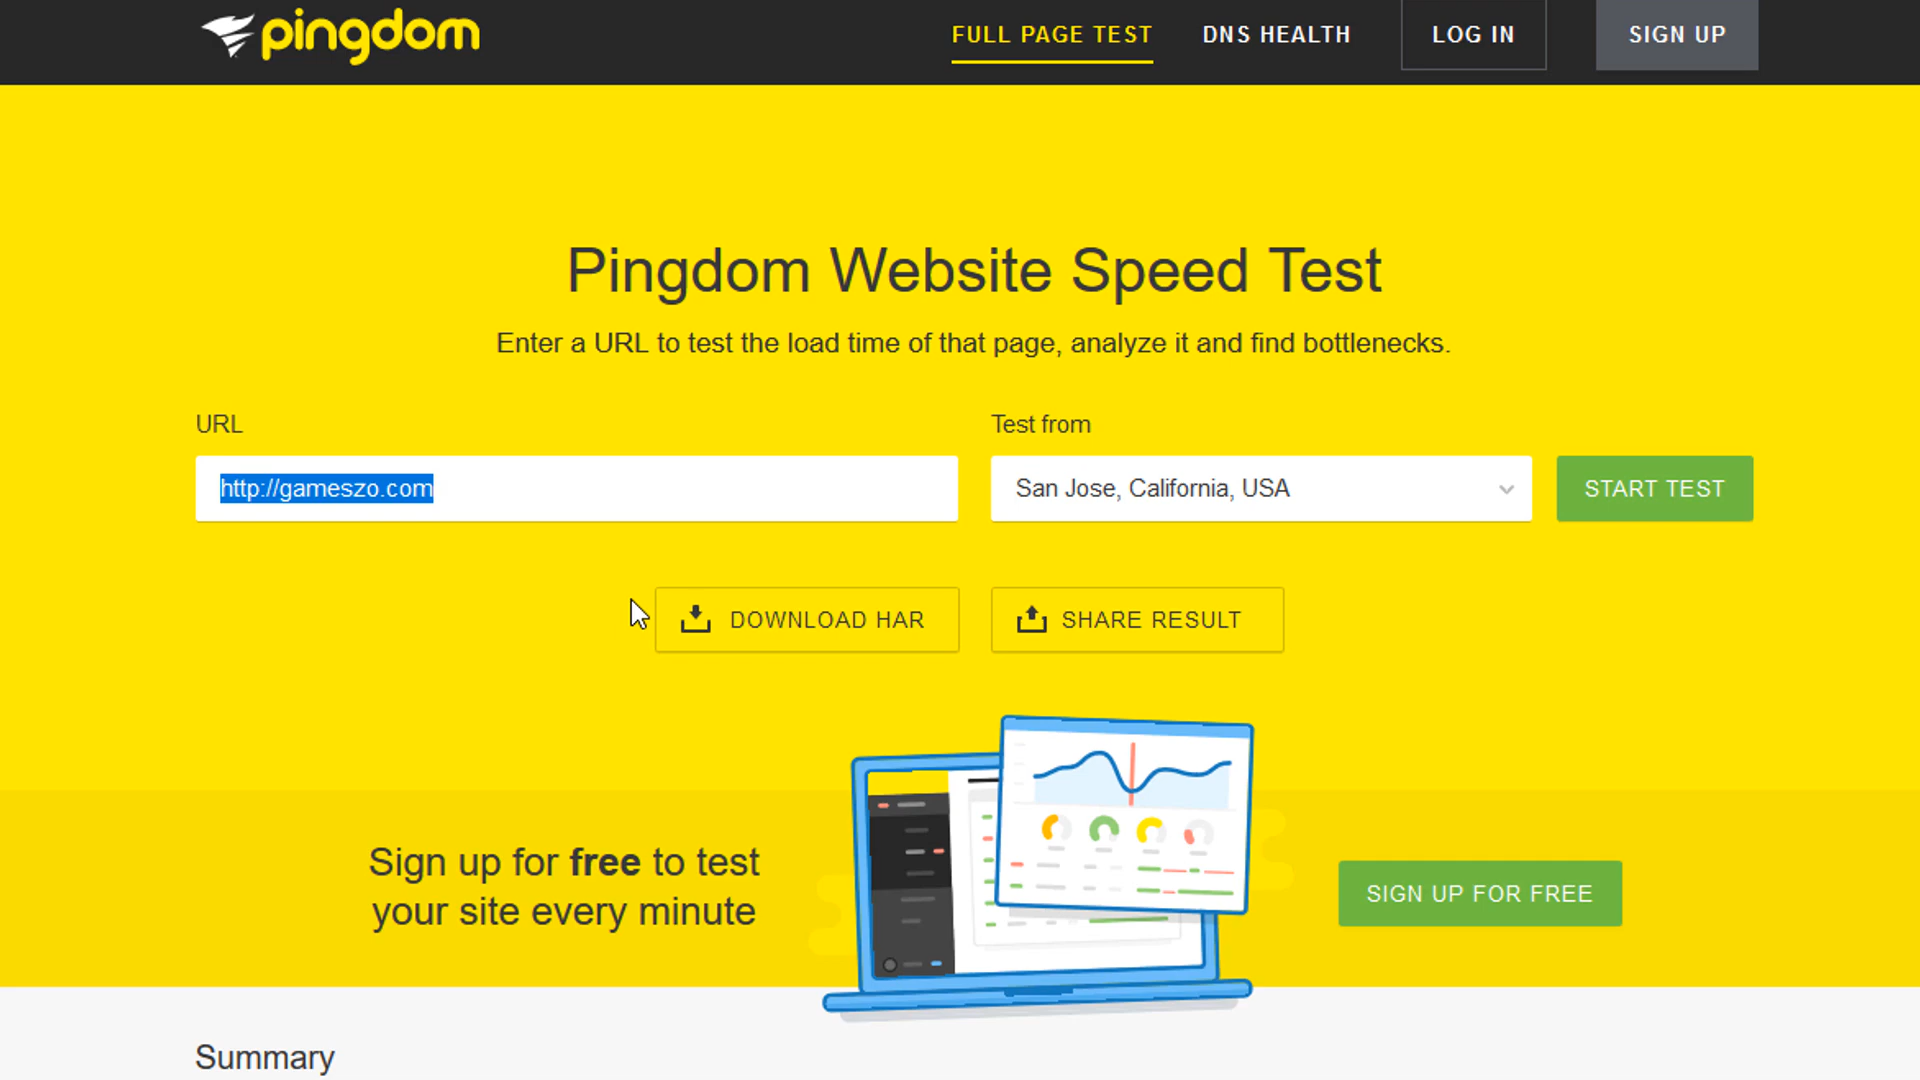 pingdom
FULL PAGE TEST
DNS HEALTH
LOG IN
SIGN UP
Pingdom Website Speed Test
Enter a URL to test the load time of that page, analyze it and find bottlenecks.
URL
Test from
http://gameszo.com
San Jose, California, USA
START TEST
DOWNLOAD HAR
SHARE RESULT
Sign up for free to test
your site every minute
SIGN UP FOR FREE
Summary